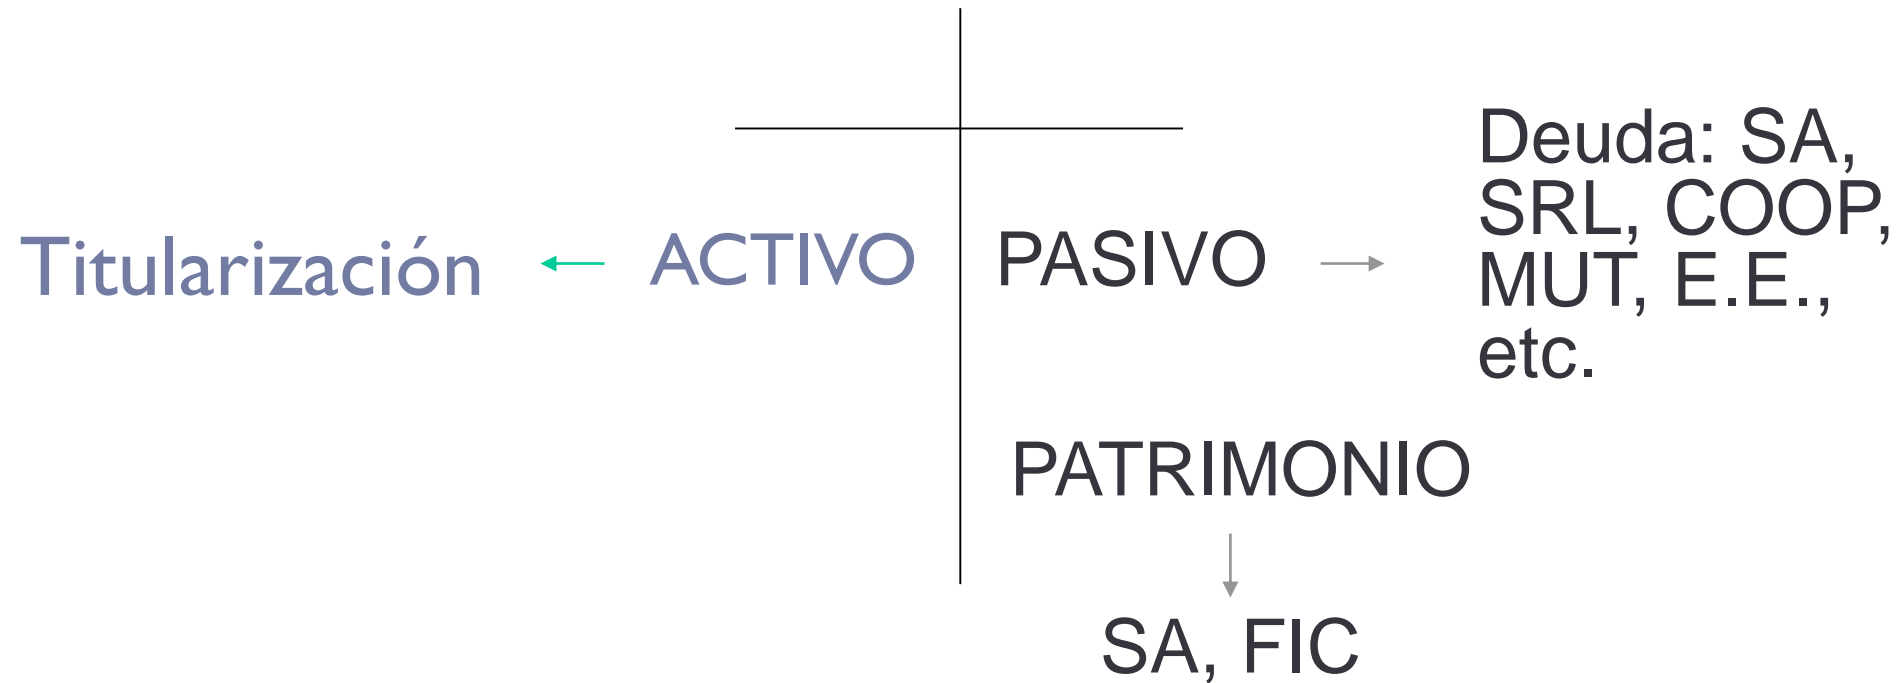 Titularización
ACTIVO
PASIVO
Deuda: SA,
SRL, COOP,
MUT, E.E.,
etc.
PATRIMONIO
SA, FIC